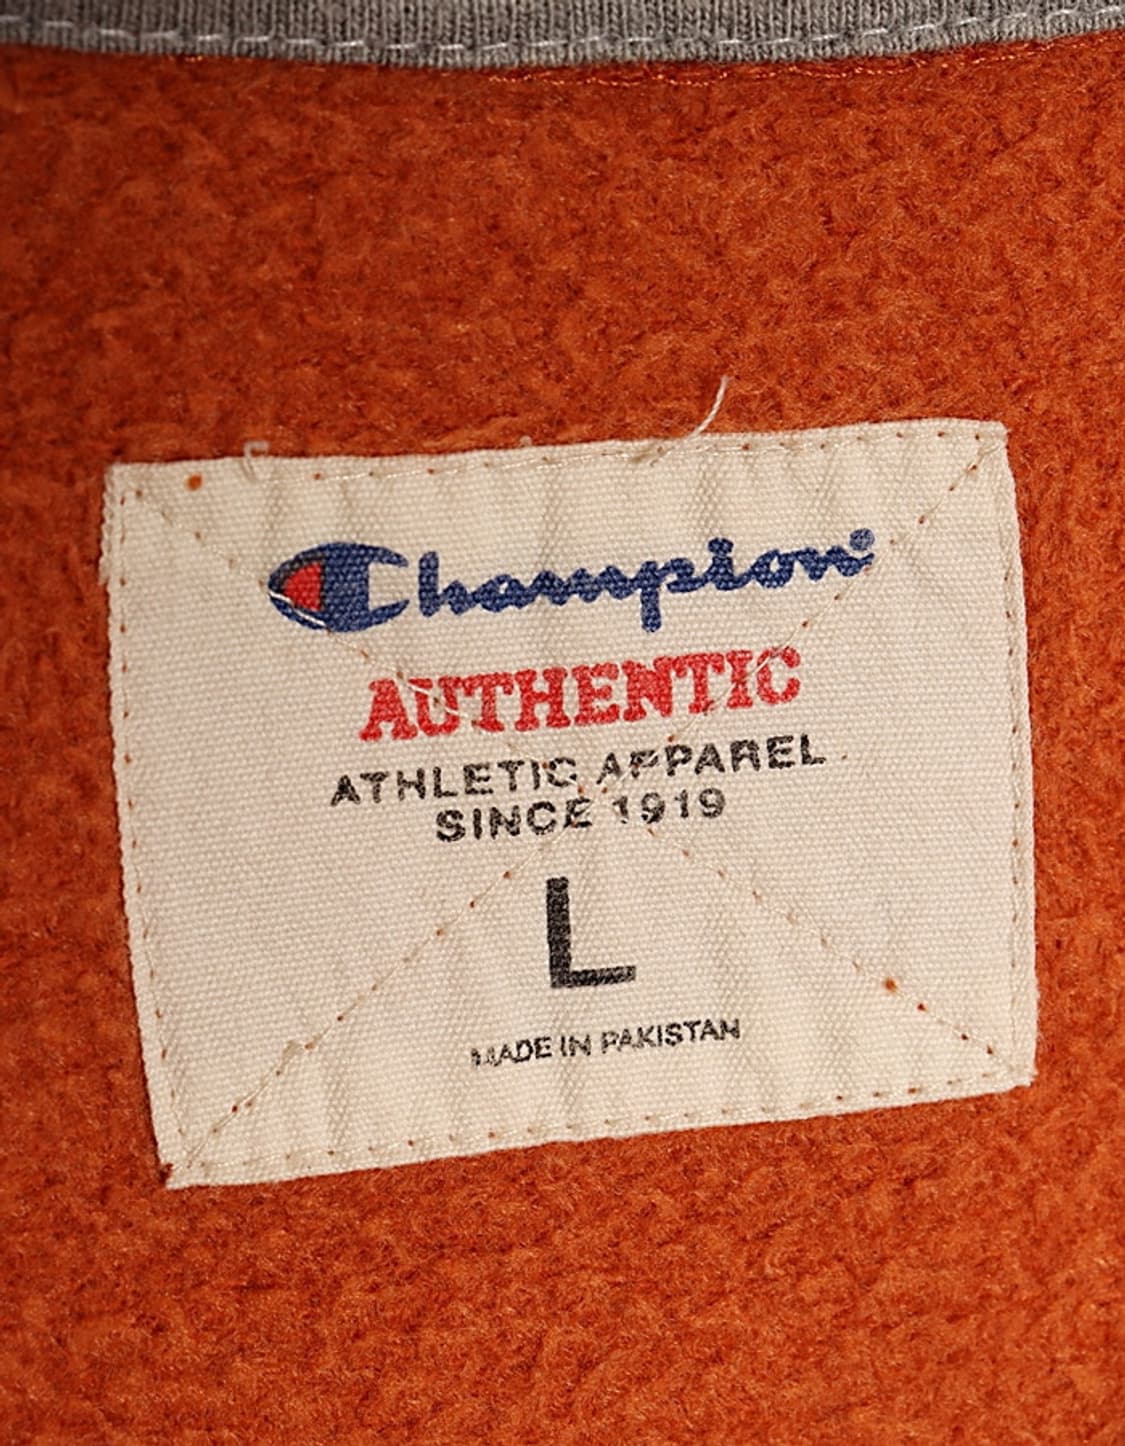 Champion®
AUTHENTIC
ATHLETIC APPAREL
SINCE 1919
L
MADE IN PAKISTAN